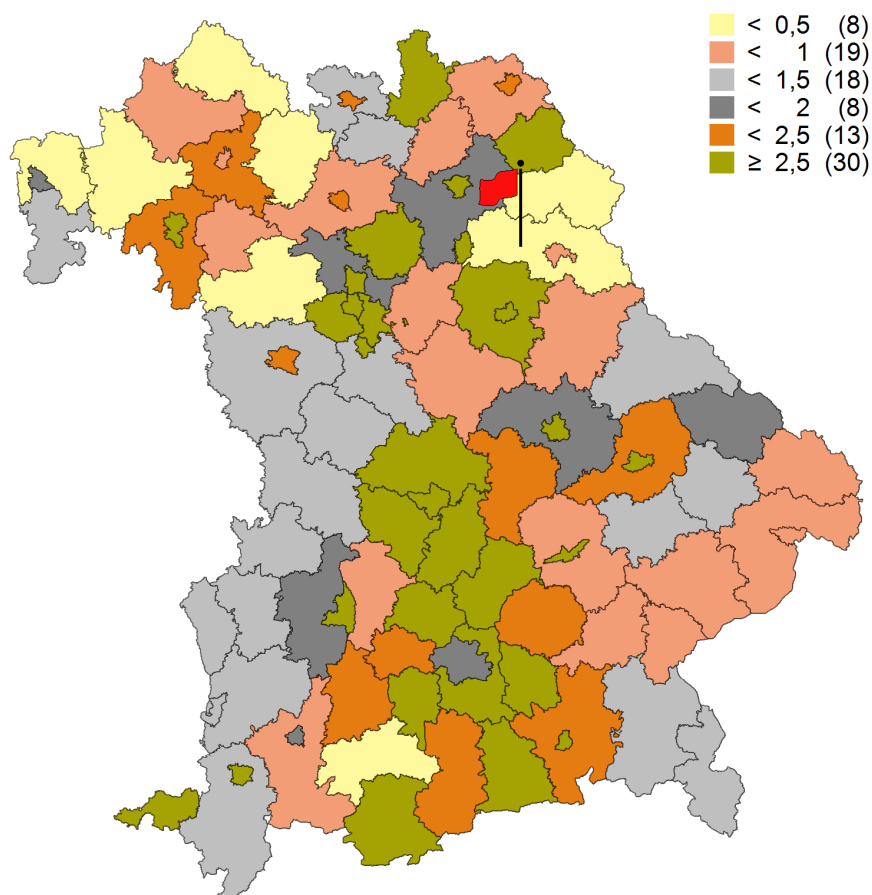 < 0,5 (8)
< 1 (19)
< 1,5 (18)
< 2 (8)
< 2,5 (13)
≥ 2,5 (30)